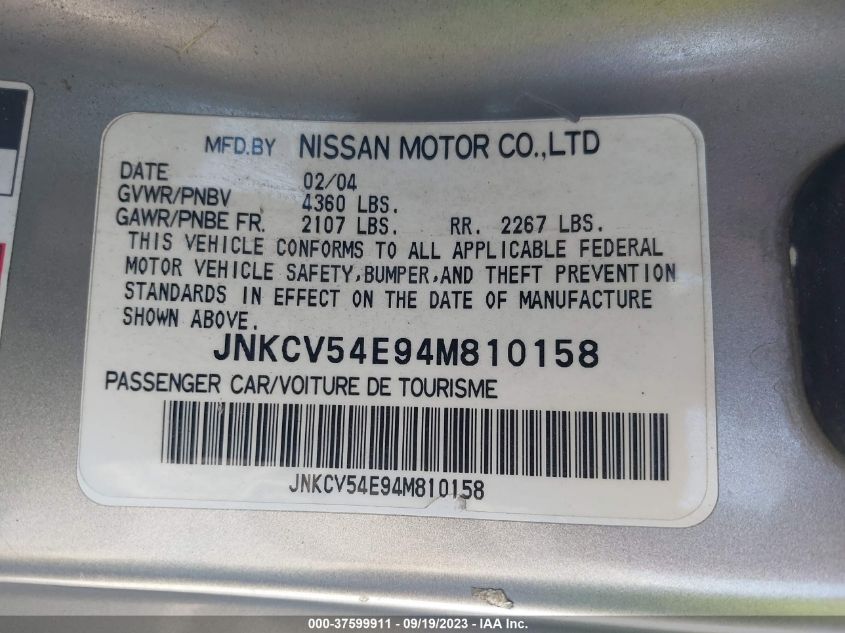 MFD.BY NISSAN MOTOR CO.,LTD
DATE 02/04
GVWR/PNBV 4360 LBS.
GAWR/PNBE FR. 2107 LBS. RR. 2267 LBS.
THIS VEHICLE CONFORMS TO ALL APPLICABLE FEDERAL
MOTOR VEHICLE SAFETY,BUMPER,AND THEFT PREVENTION
STANDARDS IN EFFECT ON THE DATE OF MANUFACTURE
SHOWN ABOVE.
JNKCV54E94M810158
PASSENGER CAR/VOITURE DE TOURISME
JNKCV54E94M810158
000-37599911 - 09/19/2023 - IAA Inc.